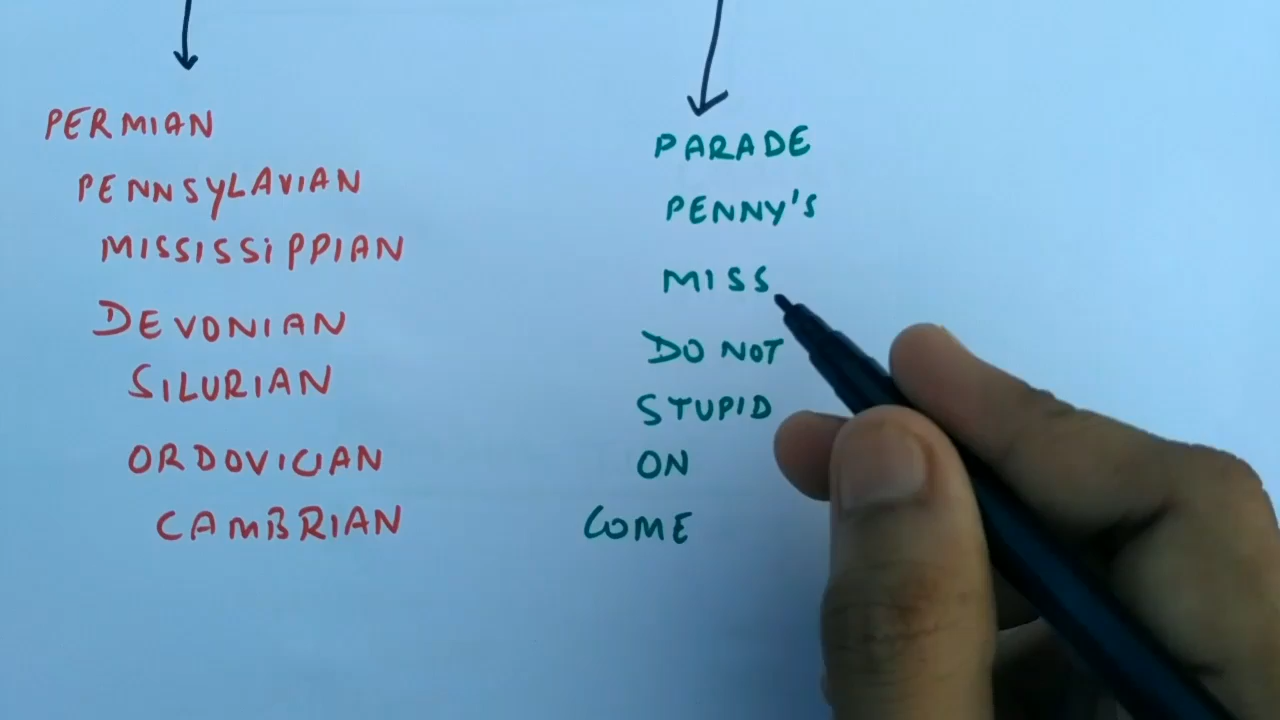 PERMIAN
PENNSYLAVIAN
MISSISSiPPIAN
DEVONIAN
SILURIAN
ORDOVICIAN
CAMBRIAN
PARADE
PENNY'S
MISS
DO NOT
STUPID
ON
COME